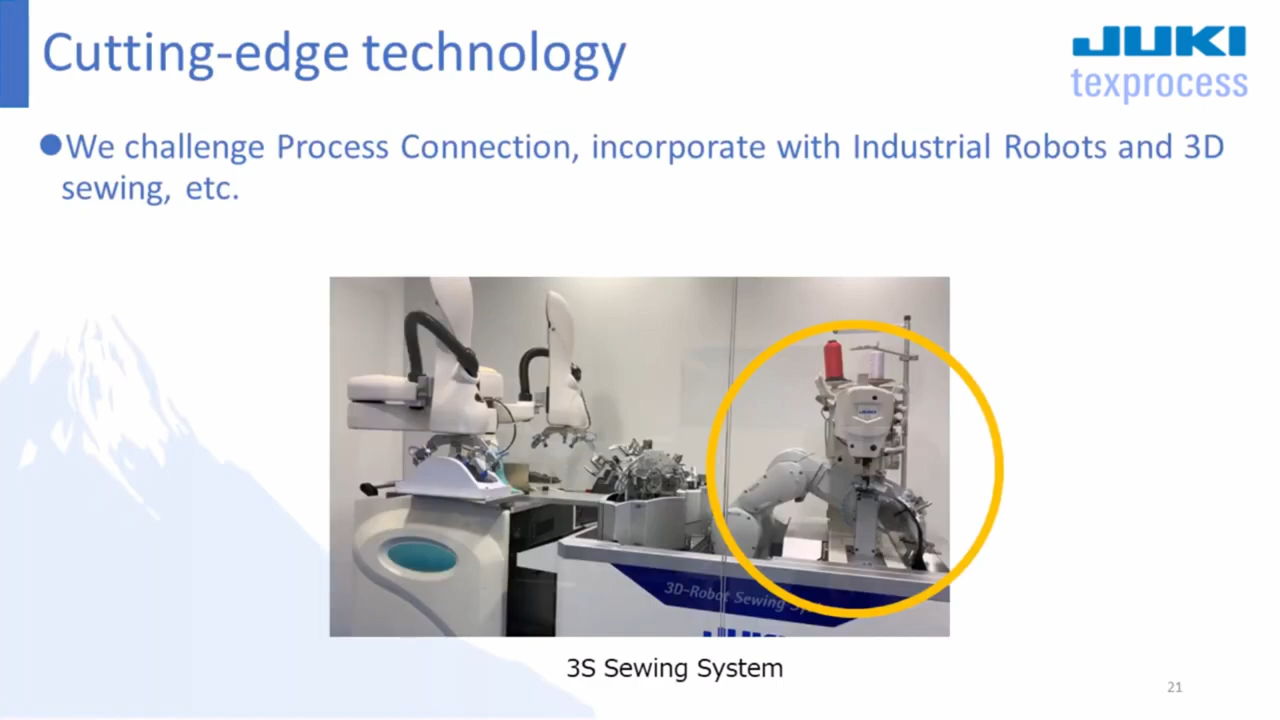 Cutting-edge technology
JUKI
texprocess
●We challenge Process Connection, incorporate with Industrial Robots and 3D
sewing, etc.
JUKI
3D-Robot Sewing
JUKI
3S Sewing System
21